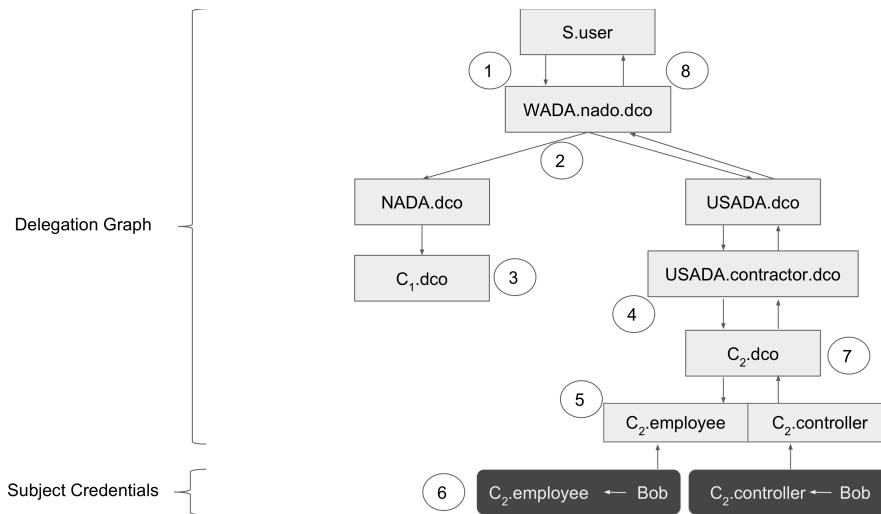 S.user
1
8
WADA.nado.dco
2
NADA.dco
USADA.dco
Delegation Graph
C₁.dco
3
USADA.contractor.dco
4
C₂.dco
7
5
C₂.employee
C₂.controller
Subject Credentials
6
C₂.employee ← Bob
C₂.controller ← Bob